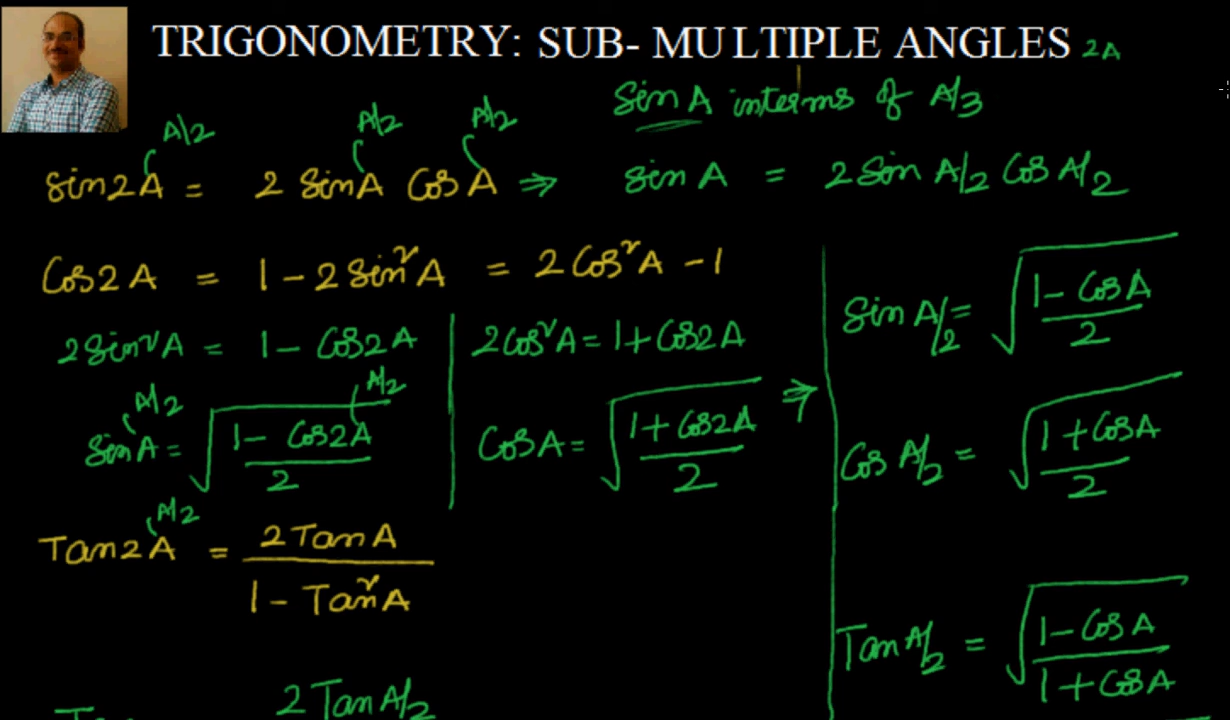 TRIGONOMETRY: SUB- MULTIPLE ANGLES 2A
Sin A interms of A/3
A/2 A/2 A/2
Sin2A = 2 SinA CosA ⇒ sin A = 2 Sin A/2 Cos A/2
Cos2A = 1 - 2 Sin²A = 2 Cos²A - 1
2 Sin²A = 1 - Cos2A
A/2 A/2
SinA = √((1 - Cos2A)/2)
2 Cos²A = 1 + Cos2A
CosA = √((1 + Cos2A)/2) ⇒
Sin A/2 = √((1 - CosA)/2)
Cos A/2 = √((1 + CosA)/2)
A/2
Tan2A = 2 TanA/(1 - Tan²A)
Tan A/2 = √((1 - CosA)/(1 + CosA))
2 Tan A/2